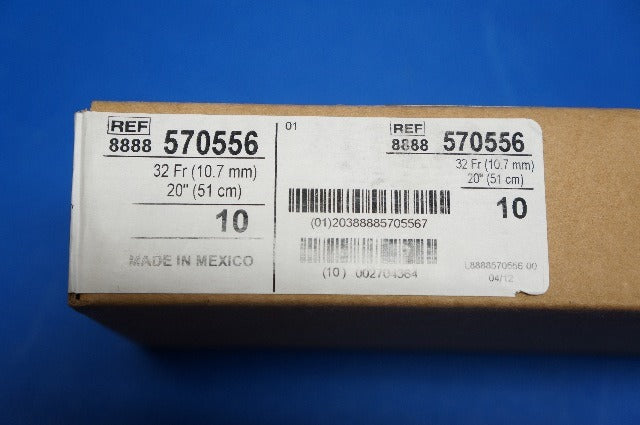 REF
8888 570556
32 Fr (10.7 mm)
20" (51 cm)
10
MADE IN MEXICO
01
REF
8888 570556
32 Fr (10.7 mm)
20" (51 cm)
10
(01)20388885705567
(10) 002704364
L8888570556 00
04/12